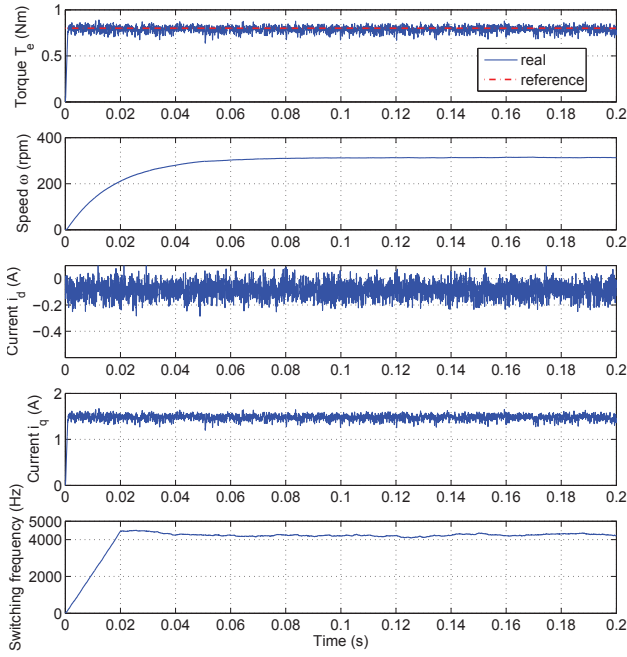 1
0.5
0
Torque T_e (Nm)
real
reference
0 0.02 0.04 0.06 0.08 0.1 0.12 0.14 0.16 0.18 0.2
400
200
0
Speed ω (rpm)
0 0.02 0.04 0.06 0.08 0.1 0.12 0.14 0.16 0.18 0.2
0
−0.2
−0.4
Current i_d (A)
0 0.02 0.04 0.06 0.08 0.1 0.12 0.14 0.16 0.18 0.2
2
1
0
Current i_q (A)
0 0.02 0.04 0.06 0.08 0.1 0.12 0.14 0.16 0.18 0.2
5000
4000
2000
0
Switching frequency (Hz)
0 0.02 0.04 0.06 0.08 0.1 0.12 0.14 0.16 0.18 0.2
Time (s)